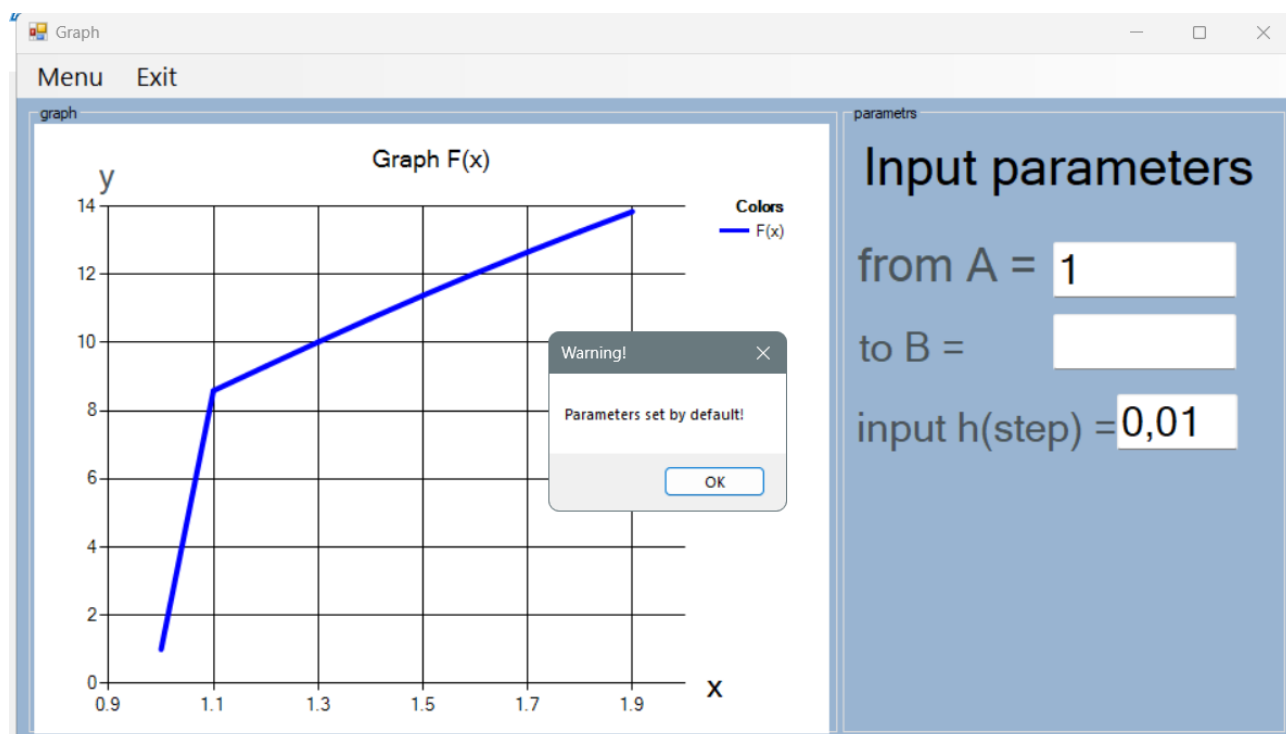 Graph
Menu Exit
graph
Graph F(x)
y
Colors
F(x)
14
12
10
8
6
4
2
0
0.9 1.1 1.3 1.5 1.7 1.9
x
Warning!
Parameters set by default!
OK
parametrs
Input parameters
from A = 1
to B =
input h(step) = 0,01